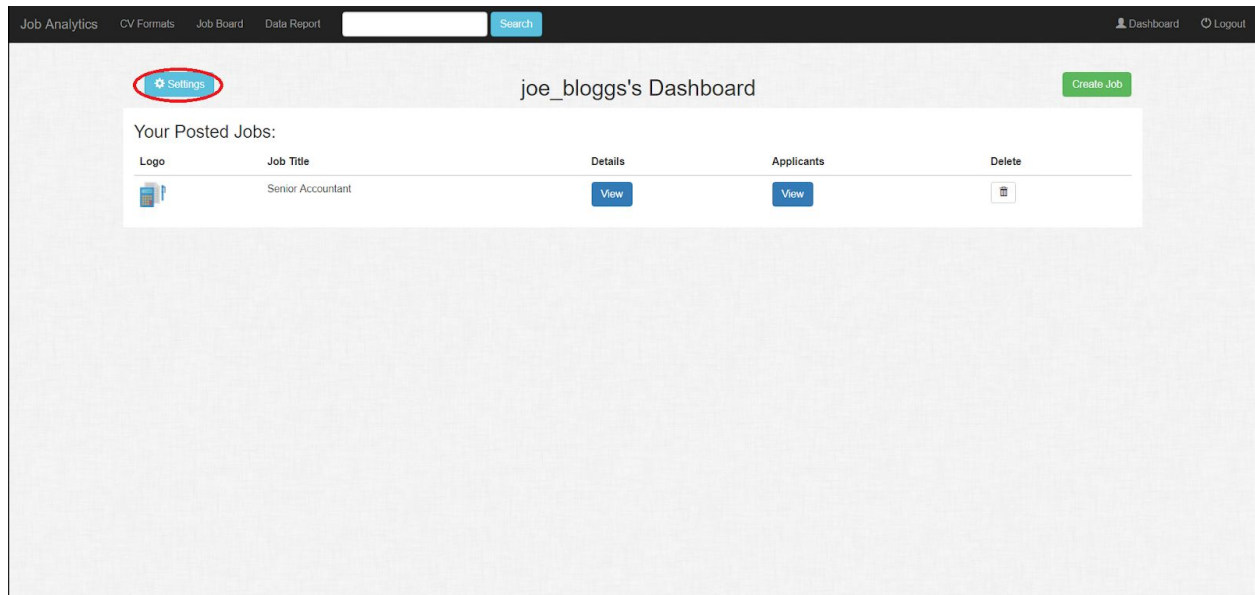 Job Analytics CV Formats Job Board Data Report Search Dashboard Logout
Settings joe_bloggs's Dashboard Create Job
Your Posted Jobs:
Logo Job Title Details Applicants Delete
Senior Accountant View View